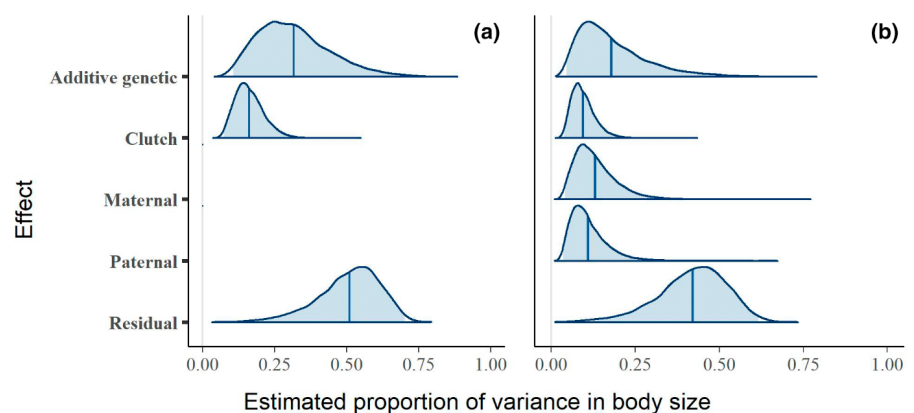 (a)
(b)
Additive genetic
Clutch
Maternal
Paternal
Residual
Effect
0.00 0.25 0.50 0.75 1.00 0.00 0.25 0.50 0.75 1.00
Estimated proportion of variance in body size